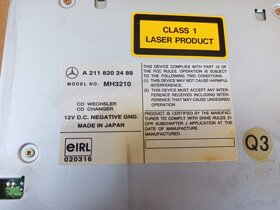 CLASS 1
LASER PRODUCT
A 211 820 24 89
MODEL NO. MH3210
CD WECHSLER
CD CHANGER
12V D.C. NEGATIVE GND.
MADE IN JAPAN
eIRL
020316
THIS DEVICE COMPLIES WITH PART 15 OF
THE FCC RULES. OPERATION IS SUBJECT TO
THE FOLLOWING TWO CONDITIONS:
(1) THIS DEVICE MAY NOT CAUSE HARMFUL
INTERFERENCE.
(2) THIS DEVICE MUST ACCEPT ANY INTER-
FERENCE RECEIVED INCLUDING INTER-
FERENCE THAT MAY CAUSE UNDESIRED
OPERATION
PRODUCT IS CERTIFIED BY THE MANUFAC-
TURER TO COMPLY WITH DHHS RULES 21
CFR SUBCHAPTER J APPLICABLE AT THE
DATE OF MANUFACTURE.
Q3